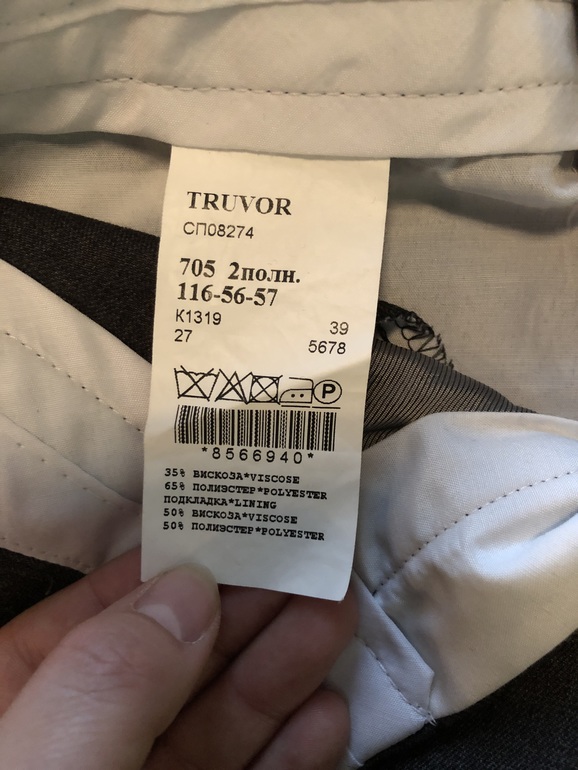 TRUVOR
СП08274
705 2полн.
116-56-57
К1319
27 39
5678
P
*8566940*
35% ВИСКОЗА*VISCOSE
65% ПОЛИЭСТЕР*POLYESTER
ПОДКЛАДКА*LINING
50% ВИСКОЗА*VISCOSE
50% ПОЛИЭСТЕР*POLYESTER